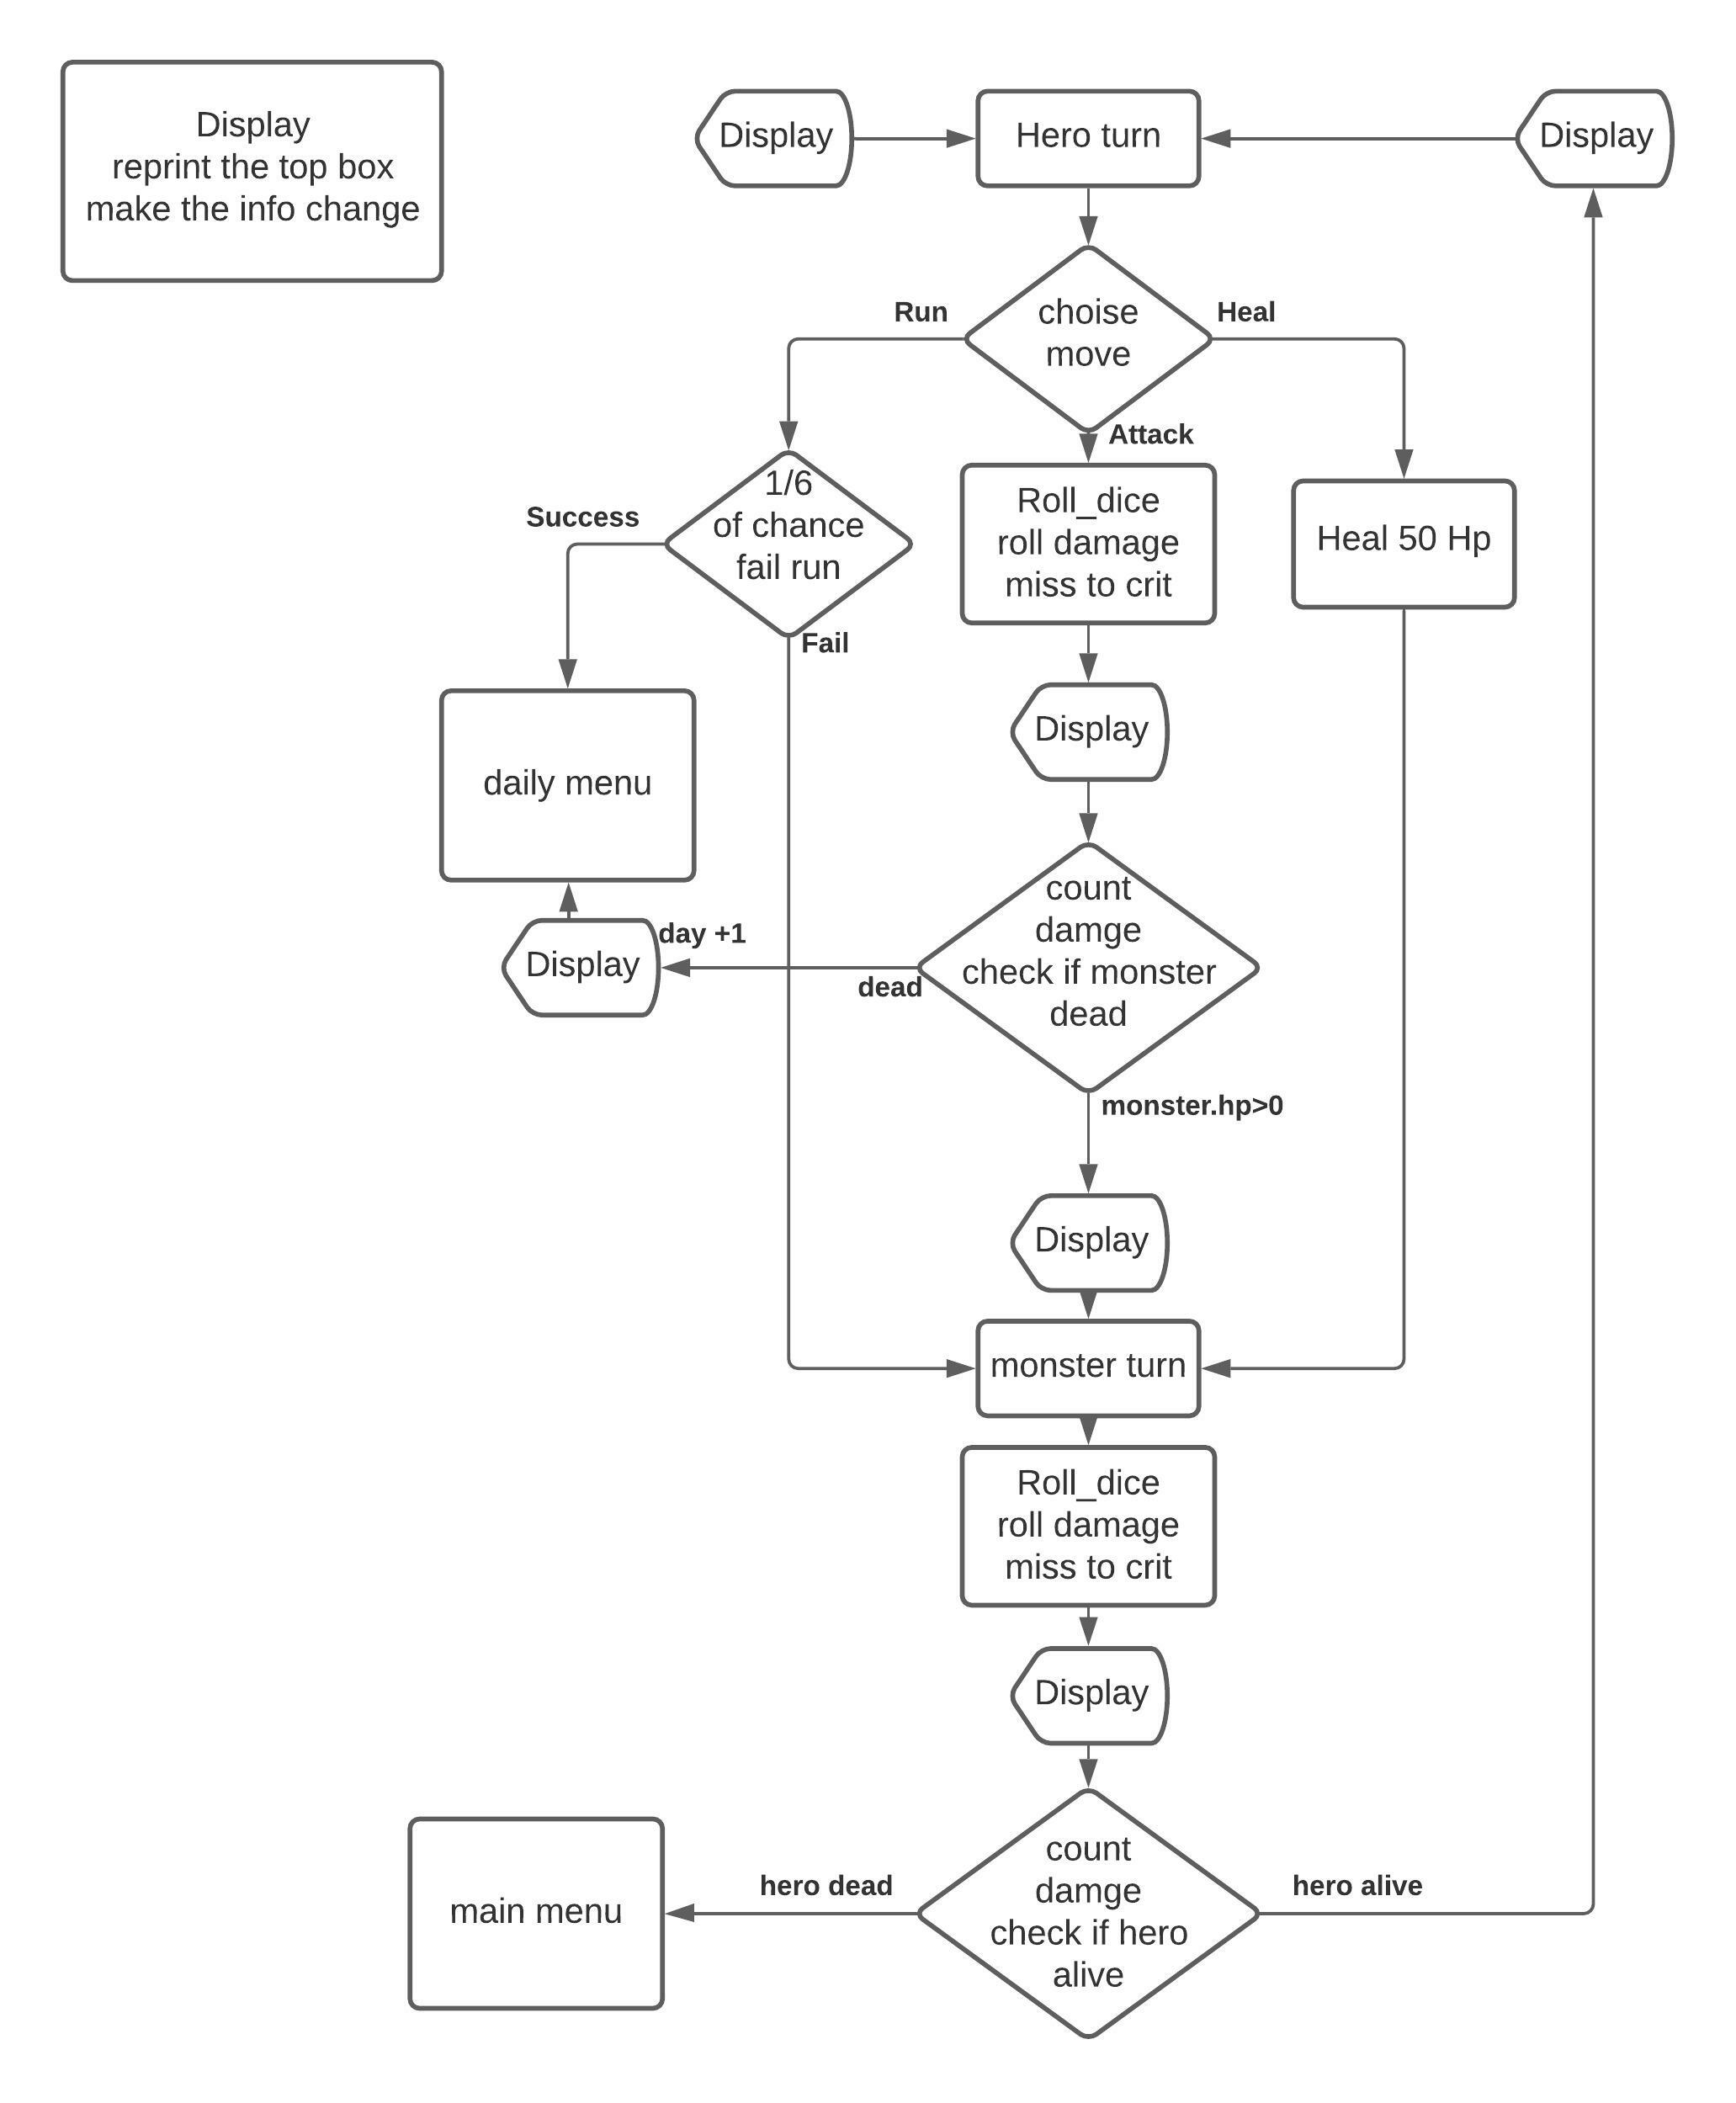 Display
reprint the top box
make the info change
Display
Hero turn
Display
choise
move
Run
Heal
Attack
1/6
of chance
fail run
Success
Fail
Roll_dice
roll damage
miss to crit
Heal 50 Hp
Display
daily menu
Display
day +1
dead
count
damge
check if monster
dead
monster.hp>0
Display
monster turn
Roll_dice
roll damage
miss to crit
Display
main menu
hero dead
count
damge
check if hero
alive
hero alive